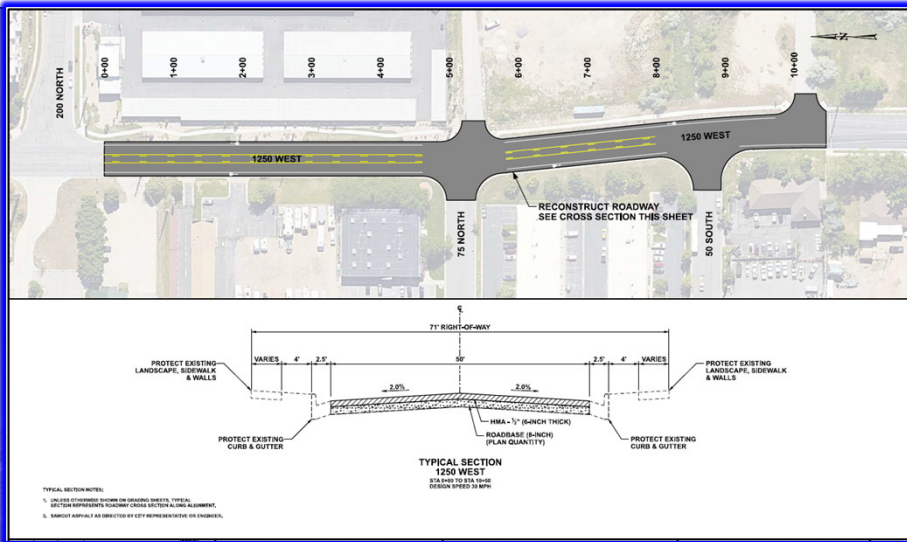 200 NORTH
0+00
1+00
2+00
3+00
4+00
5+00
6+00
7+00
8+00
9+00
10+00
N
1250 WEST
1250 WEST
RECONSTRUCT ROADWAY
SEE CROSS SECTION THIS SHEET
75 NORTH
50 SOUTH
℄
71' RIGHT-OF-WAY
VARIES 4' 2.5' 50' 2.5' 4' VARIES
PROTECT EXISTING
LANDSCAPE, SIDEWALK
& WALLS
PROTECT EXISTING
LANDSCAPE, SIDEWALK
& WALLS
2.0% 2.0%
HMA - ½" (6-INCH THICK)
ROADBASE (8-INCH)
(PLAN QUANTITY)
PROTECT EXISTING
CURB & GUTTER
PROTECT EXISTING
CURB & GUTTER
TYPICAL SECTION
1250 WEST
STA 0+00 TO STA 10+50
DESIGN SPEED 30 MPH
TYPICAL SECTION NOTES:
1. UNLESS OTHERWISE SHOWN ON GRADING SHEETS, TYPICAL
SECTION REPRESENTS ROADWAY CROSS SECTION ALONG ALIGNMENT.
2. SAWCUT ASPHALT AS DIRECTED BY CITY REPRESENTATIVE OR ENGINEER.